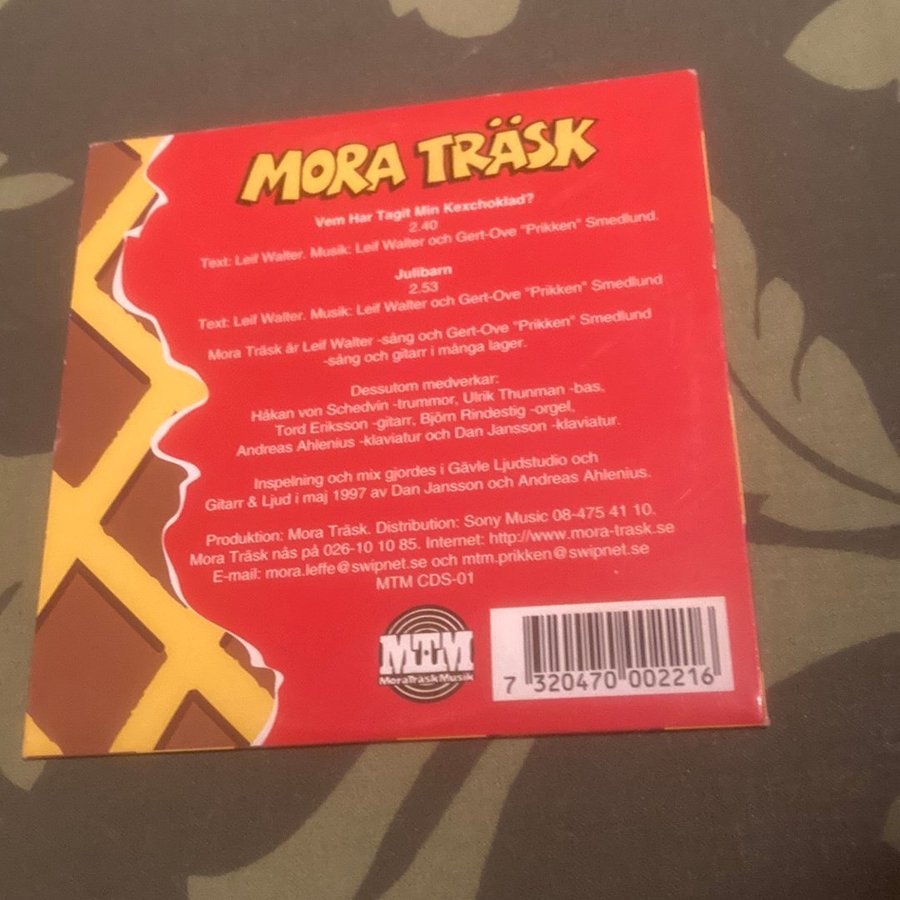 MORA TRÄSK
Vem Har Tagit Min Kexchoklad?
2.40
Text: Leif Walter. Musik: Leif Walter och Gert-Ove "Prikken" Smedlund.
Julibarn
2.53
Text: Leif Walter. Musik: Leif Walter och Gert-Ove "Prikken" Smedlund
Mora Träsk är Leif Walter -sång och Gert-Ove "Prikken" Smedlund
-sång och gitarr i många lager.
Dessutom medverkar:
Håkan von Schedvin -trummor, Ulrik Thunman -bas.
Tord Eriksson -gitarr, Björn Rindestig -orgel,
Andreas Ahlenius -klaviatur och Dan Jansson -klaviatur.
Inspelning och mix gjordes i Gävle Ljudstudio och
Gitarr & Ljud i maj 1997 av Dan Jansson och Andreas Ahlenius.
Produktion: Mora Träsk. Distribution: Sony Music 08-475 41 10.
Mora Träsk nås på 026-10 10 85. Internet: http://www.mora-trask.se
E-mail: mora.leffe@swipnet.se och mtm.prikken@swipnet.se
MTM CDS-01
MTM
MoraTräskMusik
7 320470 002216